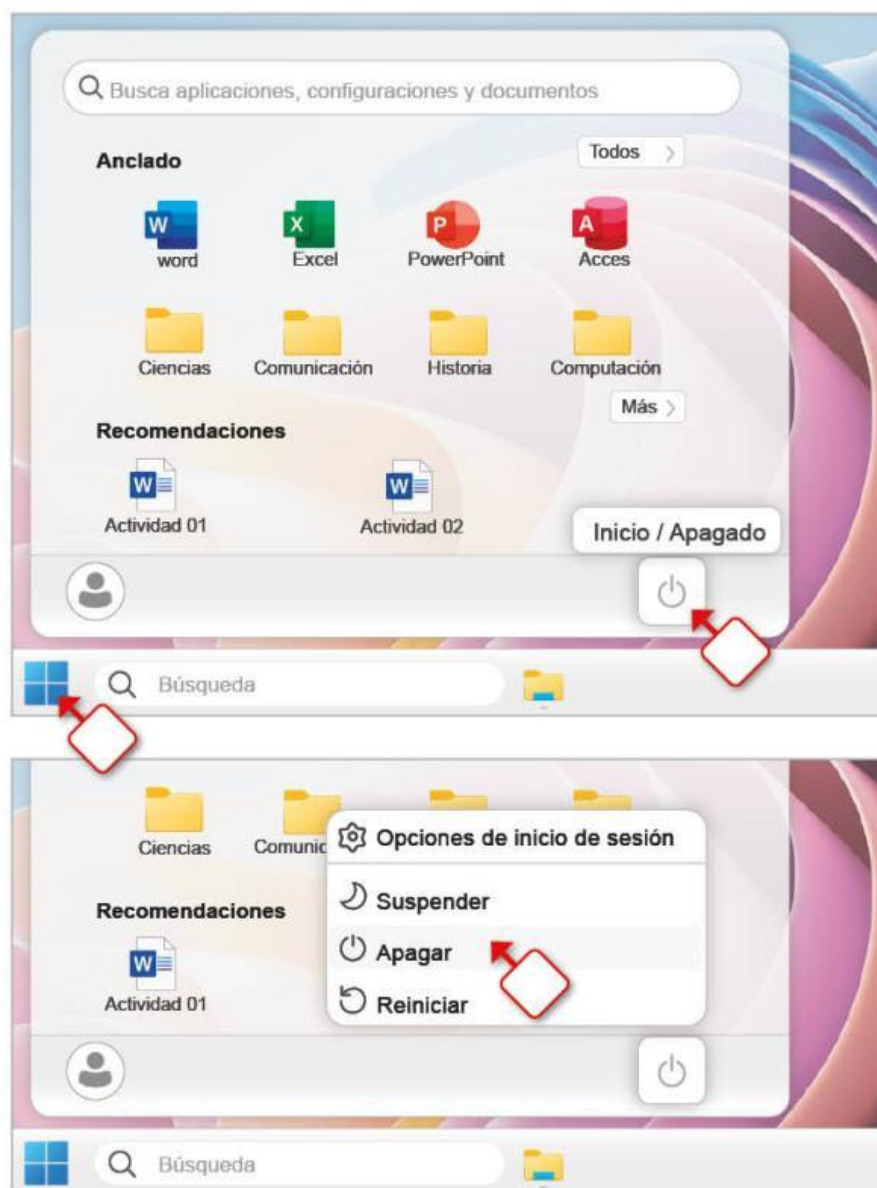 Busca aplicaciones, configuraciones y documentos
Anclado
Todos >
W
X
P
A
word
Excel
PowerPoint
Acces
Ciencias
Comunicación
Historia
Computación
Más >
Recomendaciones
W
W
Actividad 01
Actividad 02
Inicio / Apagado
Búsqueda
Ciencias
Comunic
Opciones de inicio de sesión
Suspender
Recomendaciones
Apagar
W
Reiniciar
Actividad 01
Búsqueda